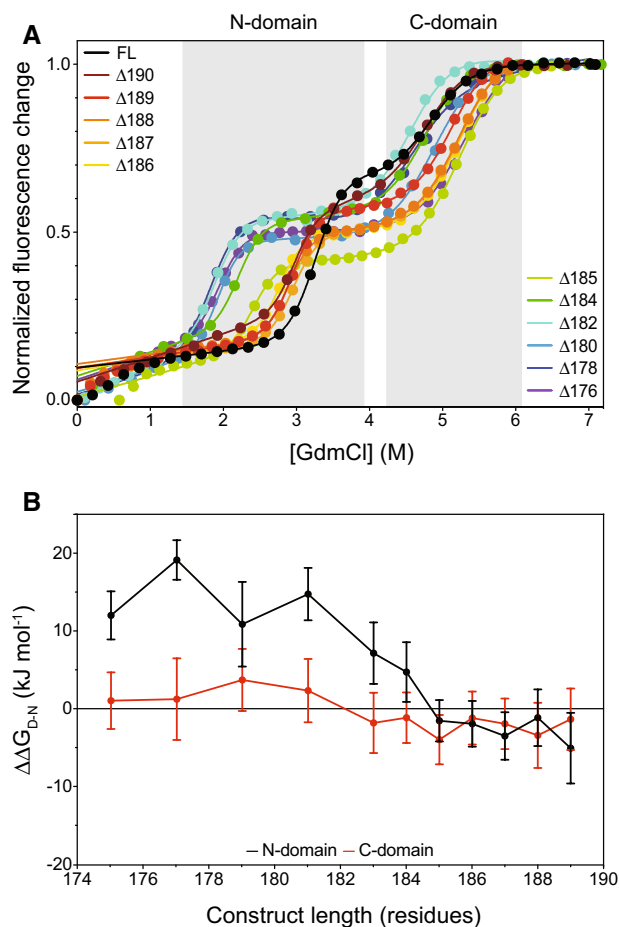 N-domain C-domain
A
Normalized fluorescence change
1.0
0.5
0.0
FL
Δ190
Δ189
Δ188
Δ187
Δ186
Δ185
Δ184
Δ182
Δ180
Δ178
Δ176
0 1 2 3 4 5 6 7
[GdmCl] (M)
B
ΔΔG D-N (kJ mol-1)
20
10
0
-10
-20
N-domain C-domain
174 176 178 180 182 184 186 188 190
Construct length (residues)